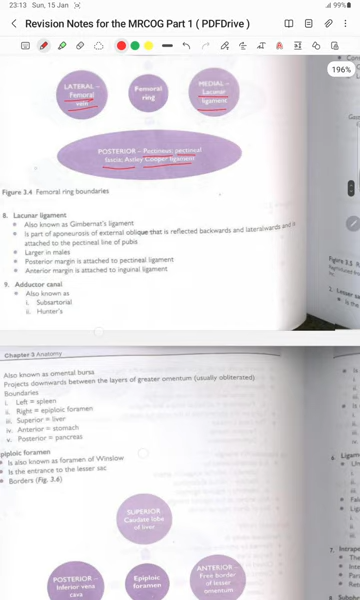 23:13 Sun, 15 Jan
82%
Revision Notes for the MRCOG Part 1 ( PDFDrive )
196%
LATERAL –
Femoral
vein
Femoral
ring
MEDIAL –
Lacunar
ligament
POSTERIOR – Pectineus; pectineal
fascia; Astley Cooper ligament
Figure 3.4 Femoral ring boundaries
8. Lacunar ligament
Also known as Gimbernat's ligament
Is part of aponeurosis of external oblique that is reflected backwards and lateralwards and
attached to the pectineal line of pubis
Larger in males
Posterior margin is attached to pectineal ligament
Anterior margin is attached to inguinal ligament
9. Adductor canal
Also known as
i. Subsartorial
ii. Hunter's
Chapter 3 Anatomy
Also known as omental bursa
Projects downwards between the layers of greater omentum (usually obliterated)
Boundaries
i. Left = spleen
ii. Right = epiploic foramen
iii. Superior = liver
iv. Anterior = stomach
v. Posterior = pancreas
piploic foramen
Is also known as foramen of Winslow
Is the entrance to the lesser sac
Borders (Fig. 3.6)
SUPERIOR
Caudate lobe
of liver
POSTERIOR –
Inferior vena
cava
Epiploic
foramen
ANTERIOR –
Free border
of lesser
omentum